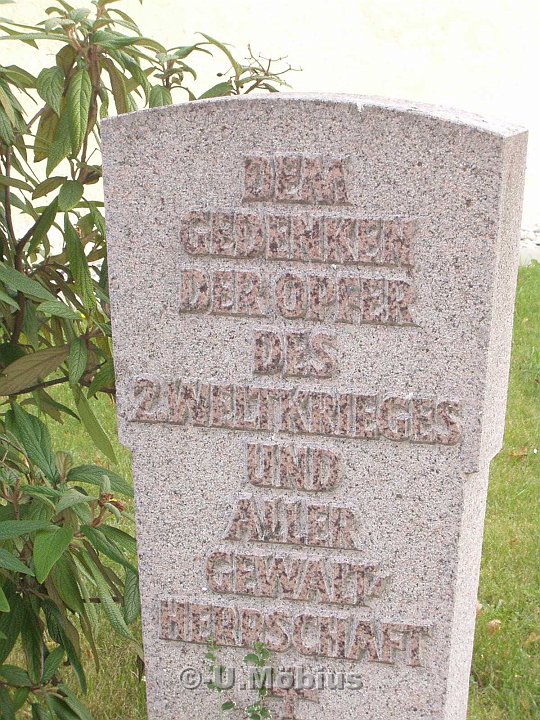 DEM
GEDENKEN
DER OPFER
DES
2.WELTKRIEGES
UND
ALLER
GEWALT-
HERRSCHAFT
© -U.Möbius